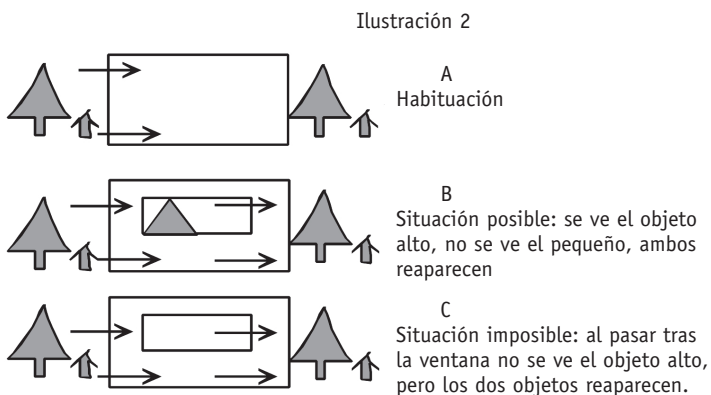 Ilustración 2
A
Habituación
B
Situación posible: se ve el objeto
alto, no se ve el pequeño, ambos
reaparecen
C
Situación imposible: al pasar tras
la ventana no se ve el objeto alto,
pero los dos objetos reaparecen.